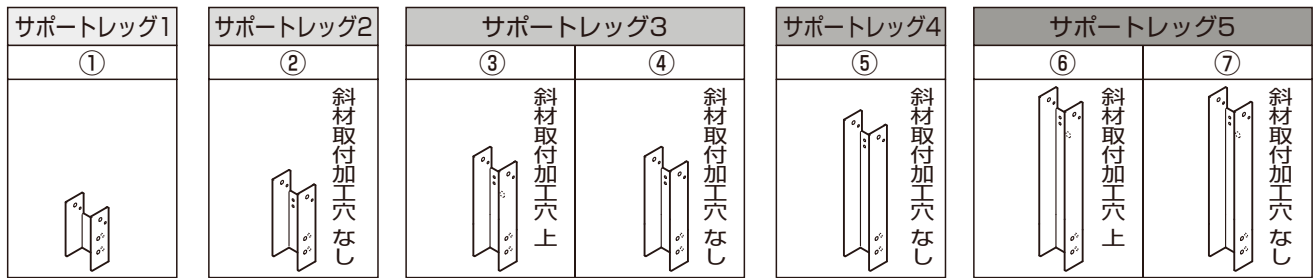 サポートレッグ1
①
サポートレッグ2
②
斜材取付加工穴 なし
サポートレッグ3
③
斜材取付加工穴 上
④
斜材取付加工穴 なし
サポートレッグ4
⑤
斜材取付加工穴 なし
サポートレッグ5
⑥
斜材取付加工穴 上
⑦
斜材取付加工穴 なし